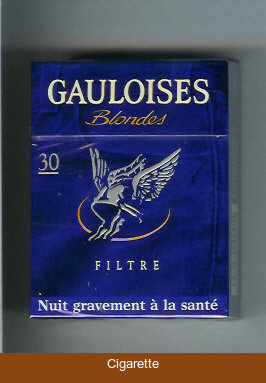 GAULOISES
Blondes
30
FILTRE
Nuit gravement à la santé
Cigarette